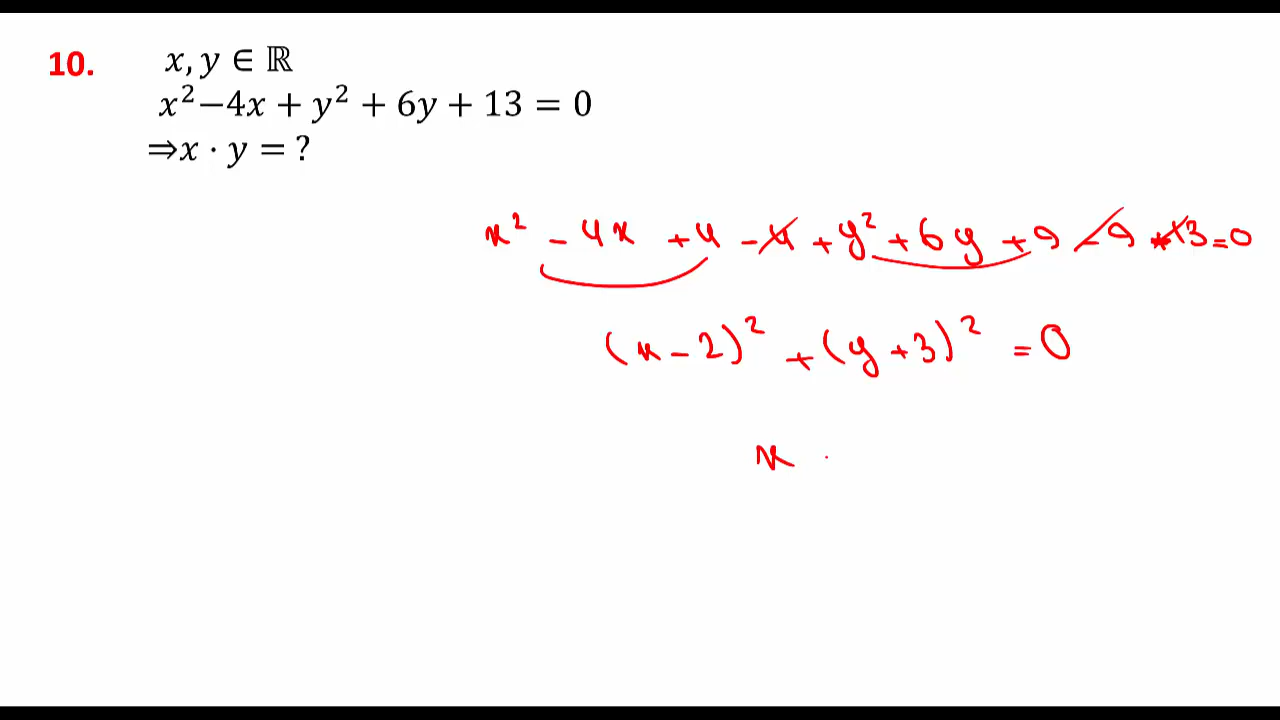 10. x, y ∈ ℝ
x²−4x + y² + 6y + 13 = 0
⇒x · y = ?
x² - 4x + 4 - 4 + y² + 6y + 9 - 9 + 13 = 0
(x - 2)² + (y + 3)² = 0
x